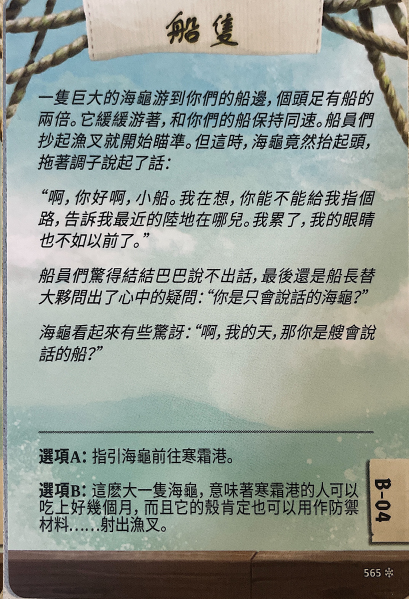 船隻
一隻巨大的海龜游到你們的船邊，個頭足有船的
兩倍。它緩緩游著，和你們的船保持同速。船員們
抄起漁叉就開始瞄準。但這時，海龜竟然抬起頭，
拖著調子說起了話：
“啊，你好啊，小船。我在想，你能不能給我指個
路，告訴我最近的陸地在哪兒。我累了，我的眼睛
也不如以前了。”
船員們驚得結結巴巴說不出話，最後還是船長替
大夥問出了心中的疑問：“你是只會說話的海龜？”
海龜看起來有些驚訝：“啊，我的天，那你是艘會說
話的船？”
選項A：指引海龜前往寒霜港。
選項B：這麼大一隻海龜，意味著寒霜港的人可以
吃上好幾個月，而且它的殼肯定也可以用作防禦
材料……射出漁叉。
B-04
565